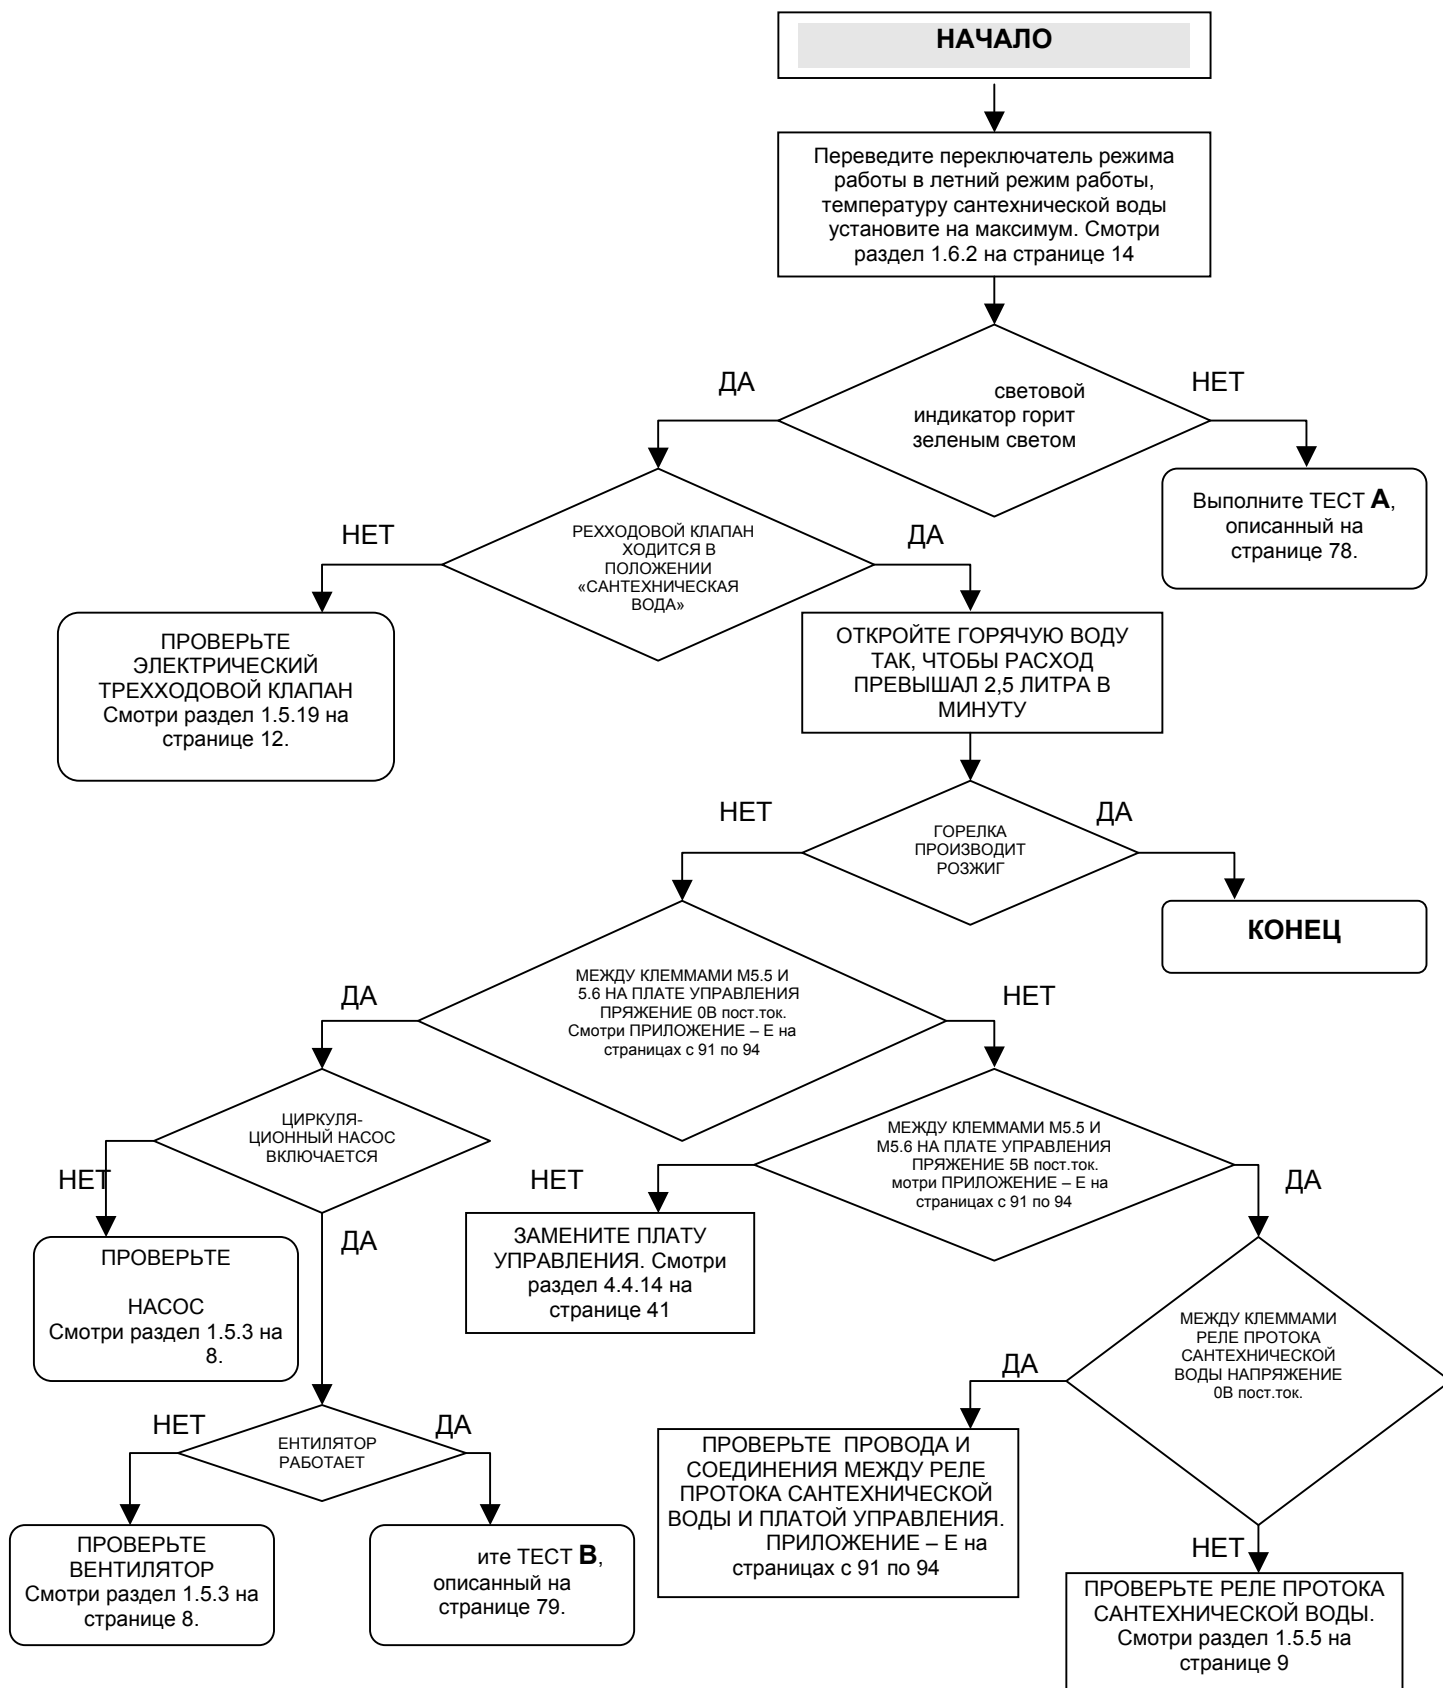 НАЧАЛО
Переведите переключатель режима
работы в летний режим работы,
температуру сантехнической воды
установите на максимум. Смотри
раздел 1.6.2 на странице 14
ДА
НЕТ
световой
индикатор горит
зеленым светом
Выполните ТЕСТ А,
описанный на
странице 78.
НЕТ
ДА
РЕХХОДОВОЙ КЛАПАН
ХОДИТСЯ В
ПОЛОЖЕНИИ
«САНТЕХНИЧЕСКАЯ
ВОДА»
ПРОВЕРЬТЕ
ЭЛЕКТРИЧЕСКИЙ
ТРЕХХОДОВОЙ КЛАПАН
Смотри раздел 1.5.19 на
странице 12.
ОТКРОЙТЕ ГОРЯЧУЮ ВОДУ
ТАК, ЧТОБЫ РАСХОД
ПРЕВЫШАЛ 2,5 ЛИТРА В
МИНУТУ
НЕТ
ДА
ГОРЕЛКА
ПРОИЗВОДИТ
РОЗЖИГ
КОНЕЦ
ДА
НЕТ
МЕЖДУ КЛЕММАМИ М5.5 И
5.6 НА ПЛАТЕ УПРАВЛЕНИЯ
ПРЯЖЕНИЕ 0В пост.ток.
Смотри ПРИЛОЖЕНИЕ – Е на
страницах с 91 по 94
ЦИРКУЛЯ-
ЦИОННЫЙ НАСОС
ВКЛЮЧАЕТСЯ
МЕЖДУ КЛЕММАМИ М5.5 И
М5.6 НА ПЛАТЕ УПРАВЛЕНИЯ
ПРЯЖЕНИЕ 5В пост.ток.
мотри ПРИЛОЖЕНИЕ – Е на
страницах с 91 по 94
НЕТ
ДА
НЕТ
ДА
ПРОВЕРЬТЕ
НАСОС
Смотри раздел 1.5.3 на
8.
ЗАМЕНИТЕ ПЛАТУ
УПРАВЛЕНИЯ. Смотри
раздел 4.4.14 на
странице 41
МЕЖДУ КЛЕММАМИ
РЕЛЕ ПРОТОКА
САНТЕХНИЧЕСКОЙ
ВОДЫ НАПРЯЖЕНИЕ
0В пост.ток.
ДА
НЕТ
НЕТ
ДА
ЕНТИЛЯТОР
РАБОТАЕТ
ПРОВЕРЬТЕ ПРОВОДА И
СОЕДИНЕНИЯ МЕЖДУ РЕЛЕ
ПРОТОКА САНТЕХНИЧЕСКОЙ
ВОДЫ И ПЛАТОЙ УПРАВЛЕНИЯ.
ПРИЛОЖЕНИЕ – Е на
страницах с 91 по 94
ПРОВЕРЬТЕ
ВЕНТИЛЯТОР
Смотри раздел 1.5.3 на
странице 8.
ите ТЕСТ В,
описанный на
странице 79.
ПРОВЕРЬТЕ РЕЛЕ ПРОТОКА
САНТЕХНИЧЕСКОЙ ВОДЫ.
Смотри раздел 1.5.5 на
странице 9